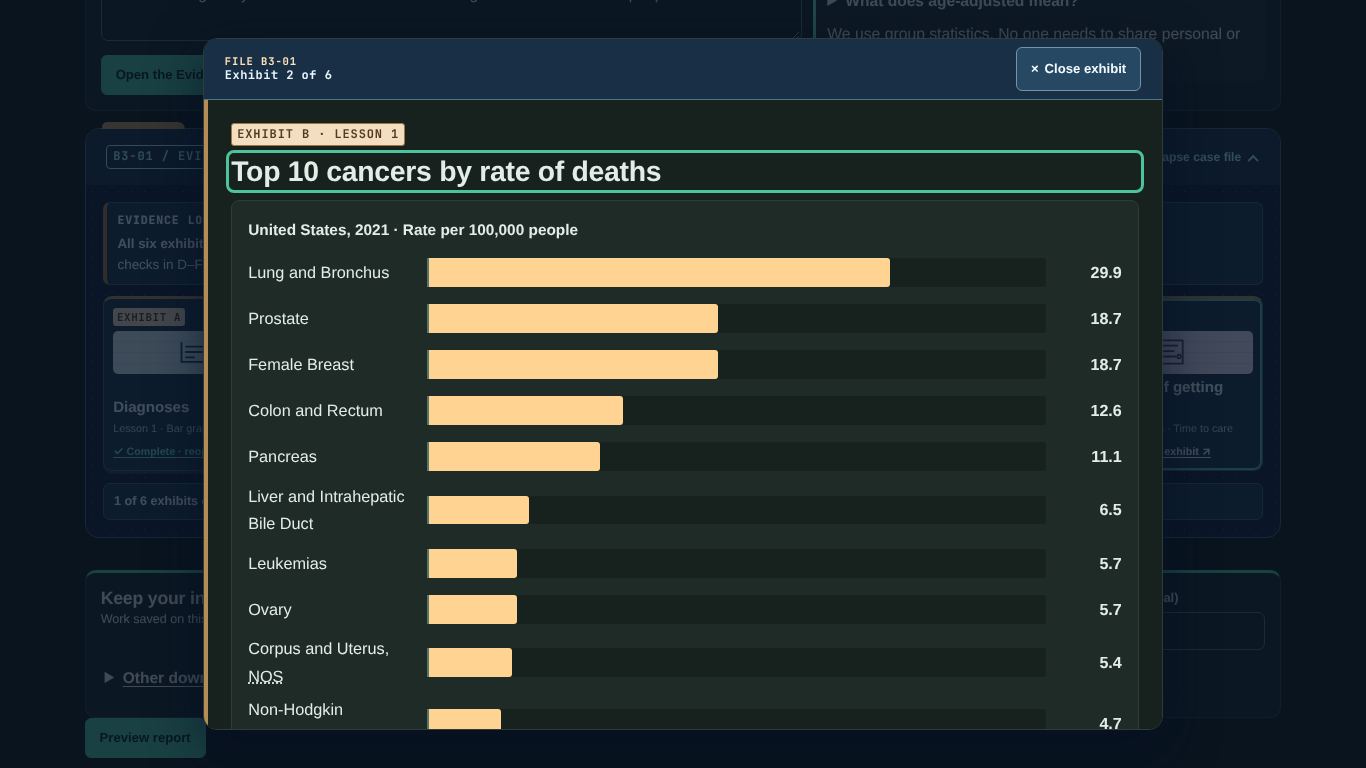 What does age-adjusted mean?
We use group statistics. No one needs to share personal or
Open the Evid
FILE B3-01
Exhibit 2 of 6
× Close exhibit
EXHIBIT B · LESSON 1
Top 10 cancers by rate of deaths
United States, 2021 · Rate per 100,000 people
Lung and Bronchus 29.9
Prostate 18.7
Female Breast 18.7
Colon and Rectum 12.6
Pancreas 11.1
Liver and Intrahepatic
Bile Duct 6.5
Leukemias 5.7
Ovary 5.7
Corpus and Uterus,
NOS 5.4
Non-Hodgkin 4.7
B3-01 / EVI
apse case file
EVIDENCE LO
All six exhibit
checks in D–F
EXHIBIT A
Diagnoses
Lesson 1 · Bar gra
✓ Complete · reo
f getting
· Time to care
exhibit ↗
1 of 6 exhibits
Keep your in
Work saved on this
al)
Other down
Preview report